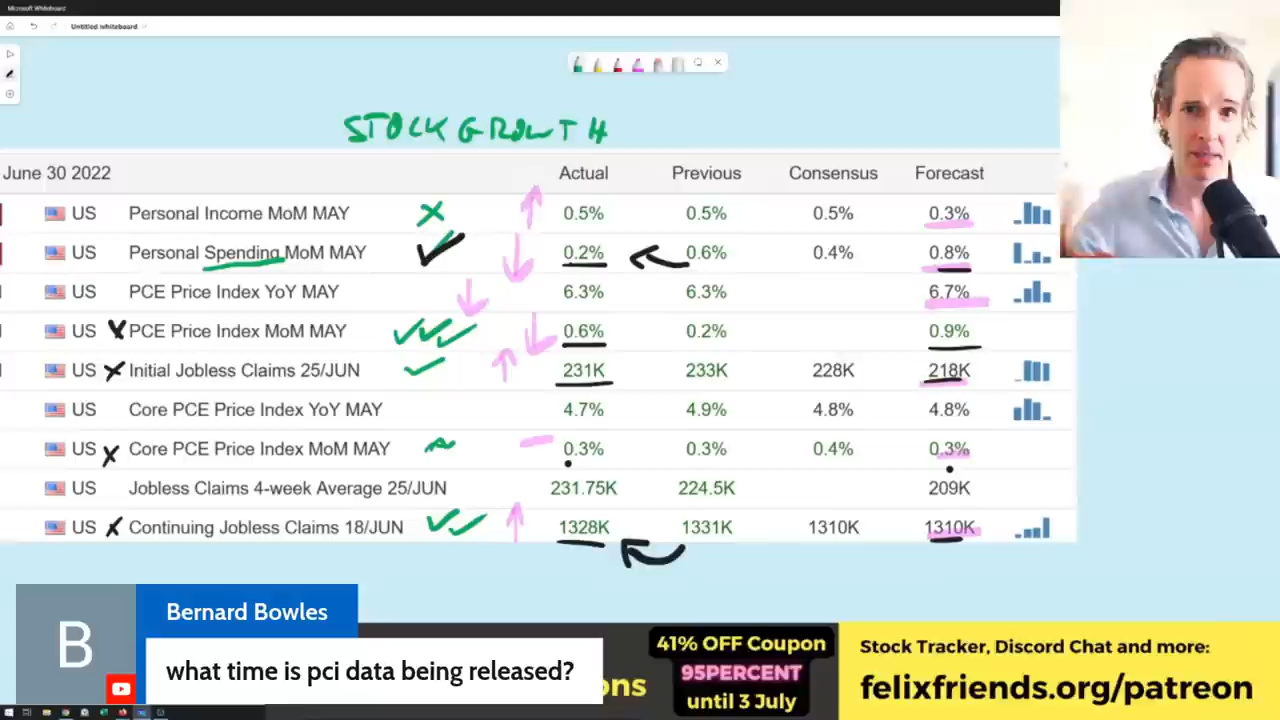 Microsoft Whiteboard
Untitled whiteboard
STOCK GROWTH
June 30 2022 Actual Previous Consensus Forecast
US Personal Income MoM MAY 0.5% 0.5% 0.5% 0.3%
US Personal Spending MoM MAY 0.2% 0.6% 0.4% 0.8%
US PCE Price Index YoY MAY 6.3% 6.3% 6.7%
US PCE Price Index MoM MAY 0.6% 0.2% 0.9%
US Initial Jobless Claims 25/JUN 231K 233K 228K 218K
US Core PCE Price Index YoY MAY 4.7% 4.9% 4.8% 4.8%
US Core PCE Price Index MoM MAY 0.3% 0.3% 0.4% 0.3%
US Jobless Claims 4-week Average 25/JUN 231.75K 224.5K 209K
US Continuing Jobless Claims 18/JUN 1328K 1331K 1310K 1310K
B
Bernard Bowles
what time is pci data being released?
ons
41% OFF Coupon
95PERCENT
until 3 July
Stock Tracker, Discord Chat and more:
felixfriends.org/patreon